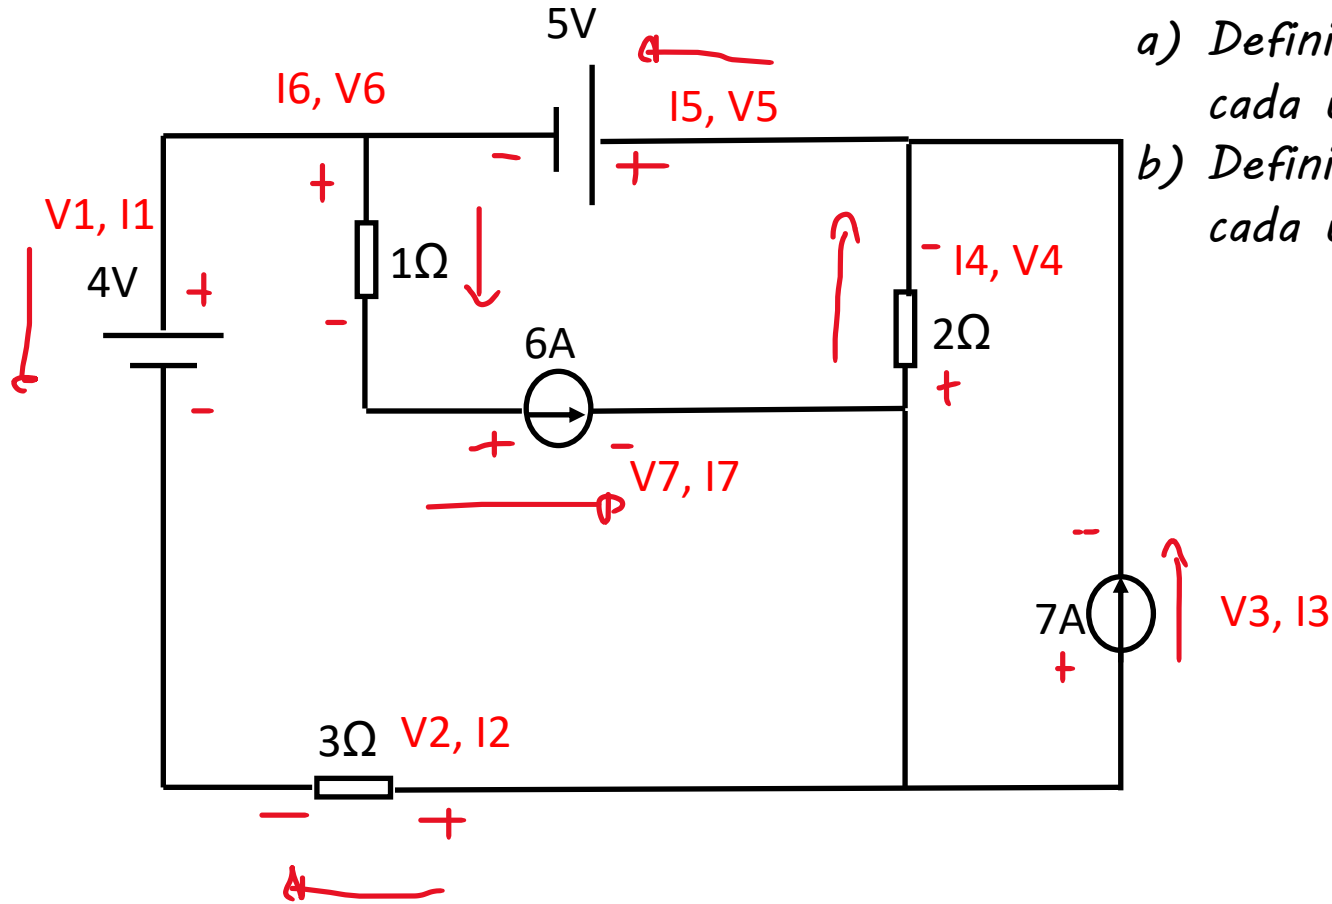 5V
a) Defini
I6, V6
I5, V5
cada
b) Defini
V1, I1
cada
4V
1Ω
I4, V4
6A
2Ω
V7, I7
7A
V3, I3
3Ω
V2, I2
+
-
+
-
+
-
+
-
+
-
+
-
+
-